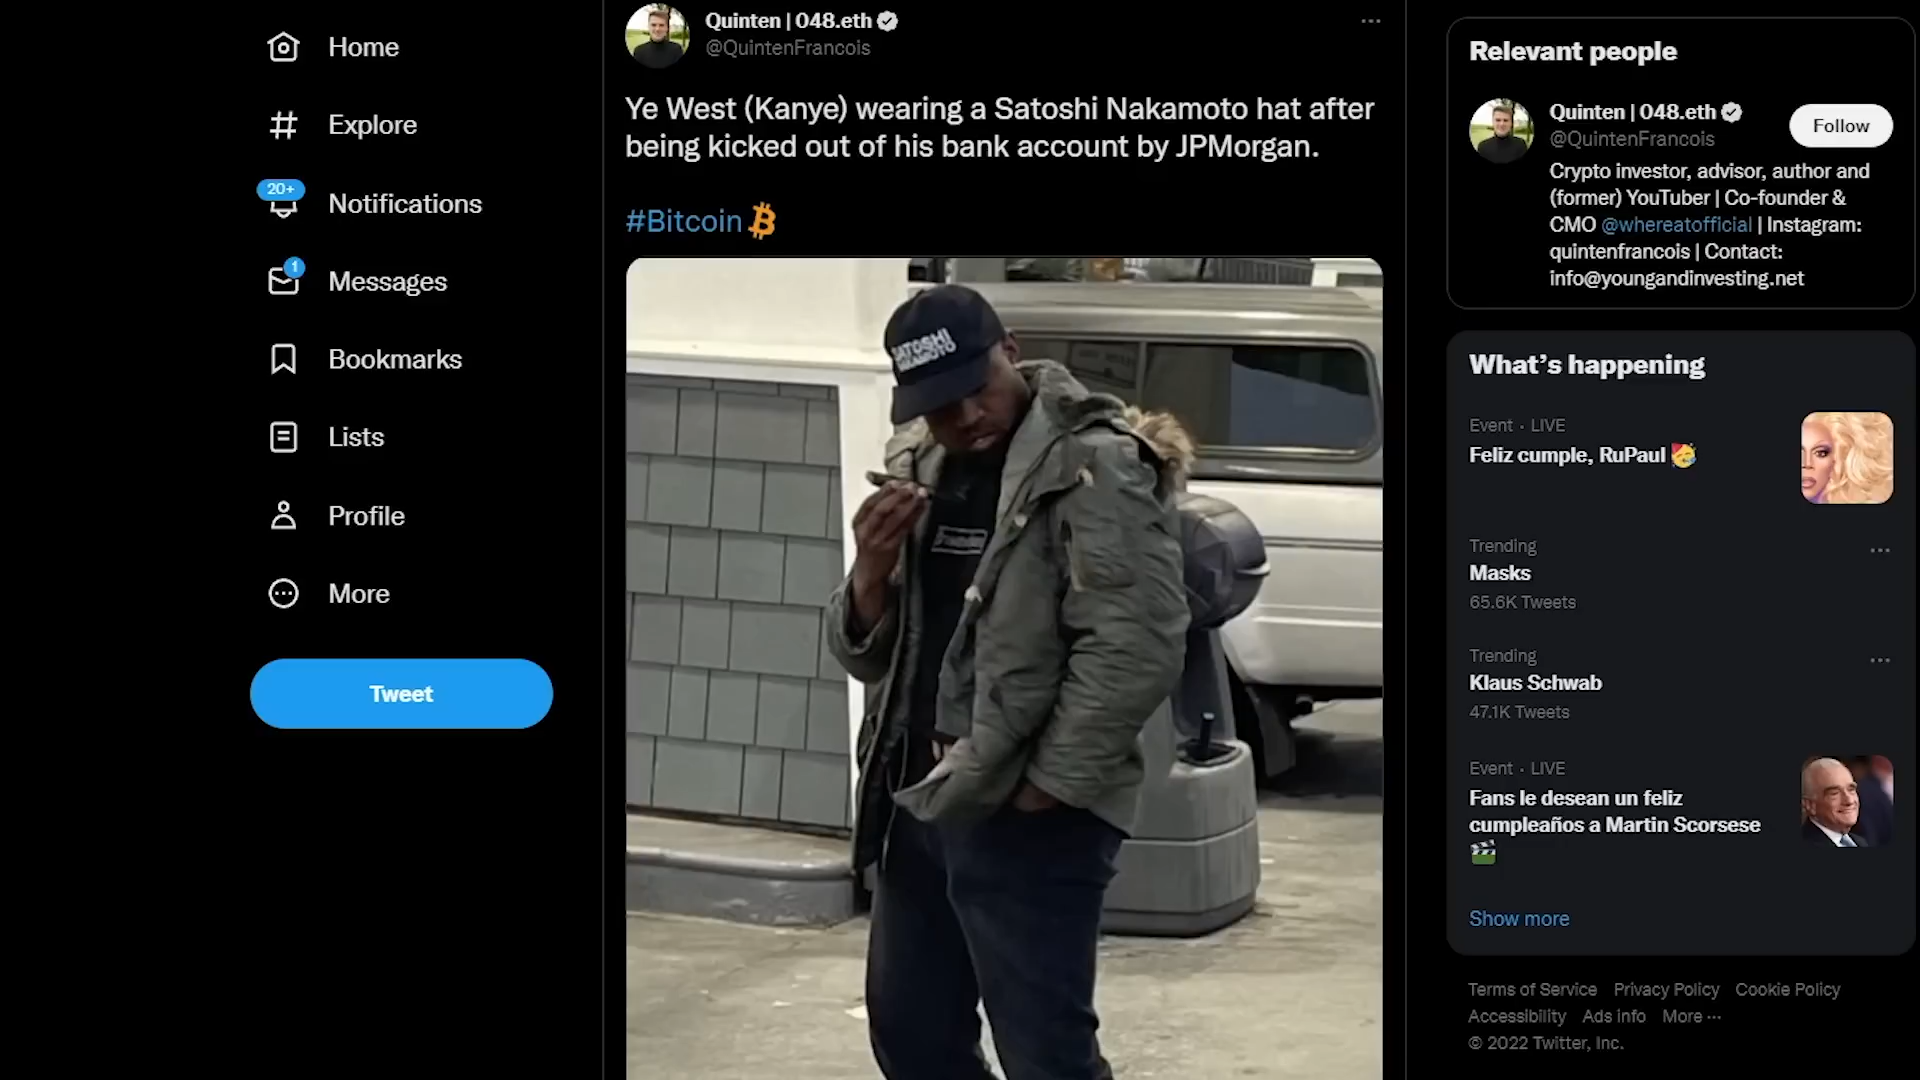 Home
Explore
20+
Notifications
1
Messages
Bookmarks
Lists
Profile
More
Tweet
Quinten | 048.eth
@QuintenFrancois
Ye West (Kanye) wearing a Satoshi Nakamoto hat after
being kicked out of his bank account by JPMorgan.
#Bitcoin
SATOSHI
NAKAMOTO
Relevant people
Quinten | 048.eth
@QuintenFrancois
Follow
Crypto investor, advisor, author and
(former) YouTuber | Co-founder &
CMO @whereatofficial | Instagram:
quintenfrancois | Contact:
info@youngandinvesting.net
What's happening
Event · LIVE
Feliz cumple, RuPaul
Trending
Masks
65.6K Tweets
Trending
Klaus Schwab
47.1K Tweets
Event · LIVE
Fans le desean un feliz
cumpleaños a Martin Scorsese
Show more
Terms of Service Privacy Policy Cookie Policy
Accessibility Ads info More ···
© 2022 Twitter, Inc.